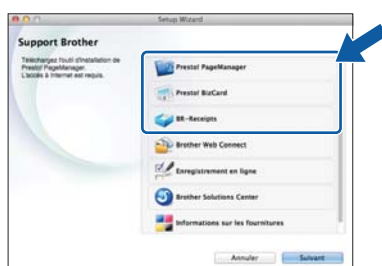 Setup Wizard
Support Brother
Téléchargez l'outil d'installation de
Presto! PageManager.
L'accès à Internet est requis.
Presto! PageManager
Presto! BizCard
BR-Receipts
Brother Web Connect
Enregistrement en ligne
Brother Solutions Center
Informations sur les fournitures
Annuler
Suivant